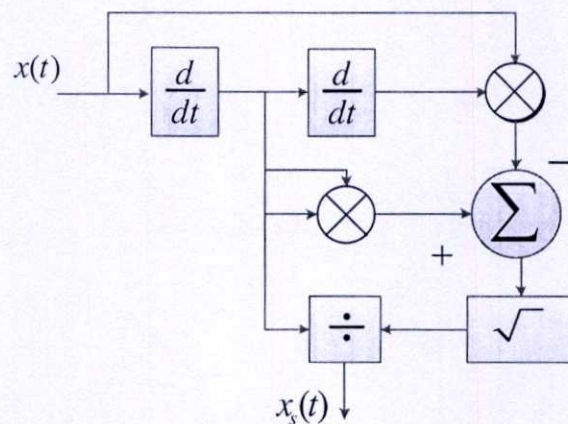 x(t)
d
dt
d
dt
−
Σ
+
÷
√
x_s(t)